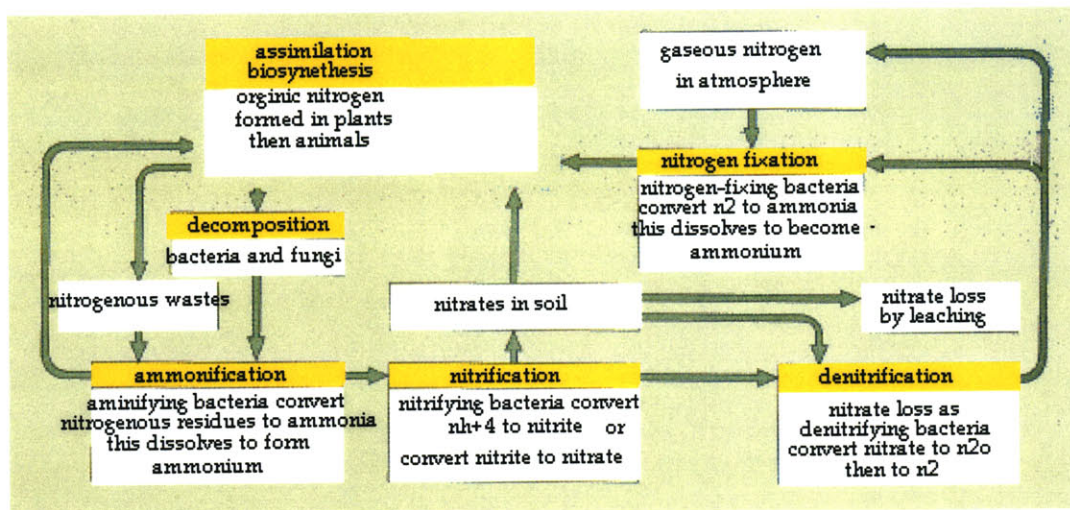 assimilation
biosynethesis
orginic nitrogen
formed in plants
then animals
gaseous nitrogen
in atmosphere
nitrogen fixation
nitrogen-fixing bacteria
convert n2 to ammonia
this dissolves to become
ammonium
decomposition
bacteria and fungi
nitrogenous wastes
nitrates in soil
nitrate loss
by leaching
ammonification
aminifying bacteria convert
nitrogenous residues to ammonia
this dissolves to form
ammonium
nitrification
nitrifying bacteria convert
nh+4 to nitrite or
convert nitrite to nitrate
denitrification
nitrate loss as
denitrifying bacteria
convert nitrate to n2o
then to n2